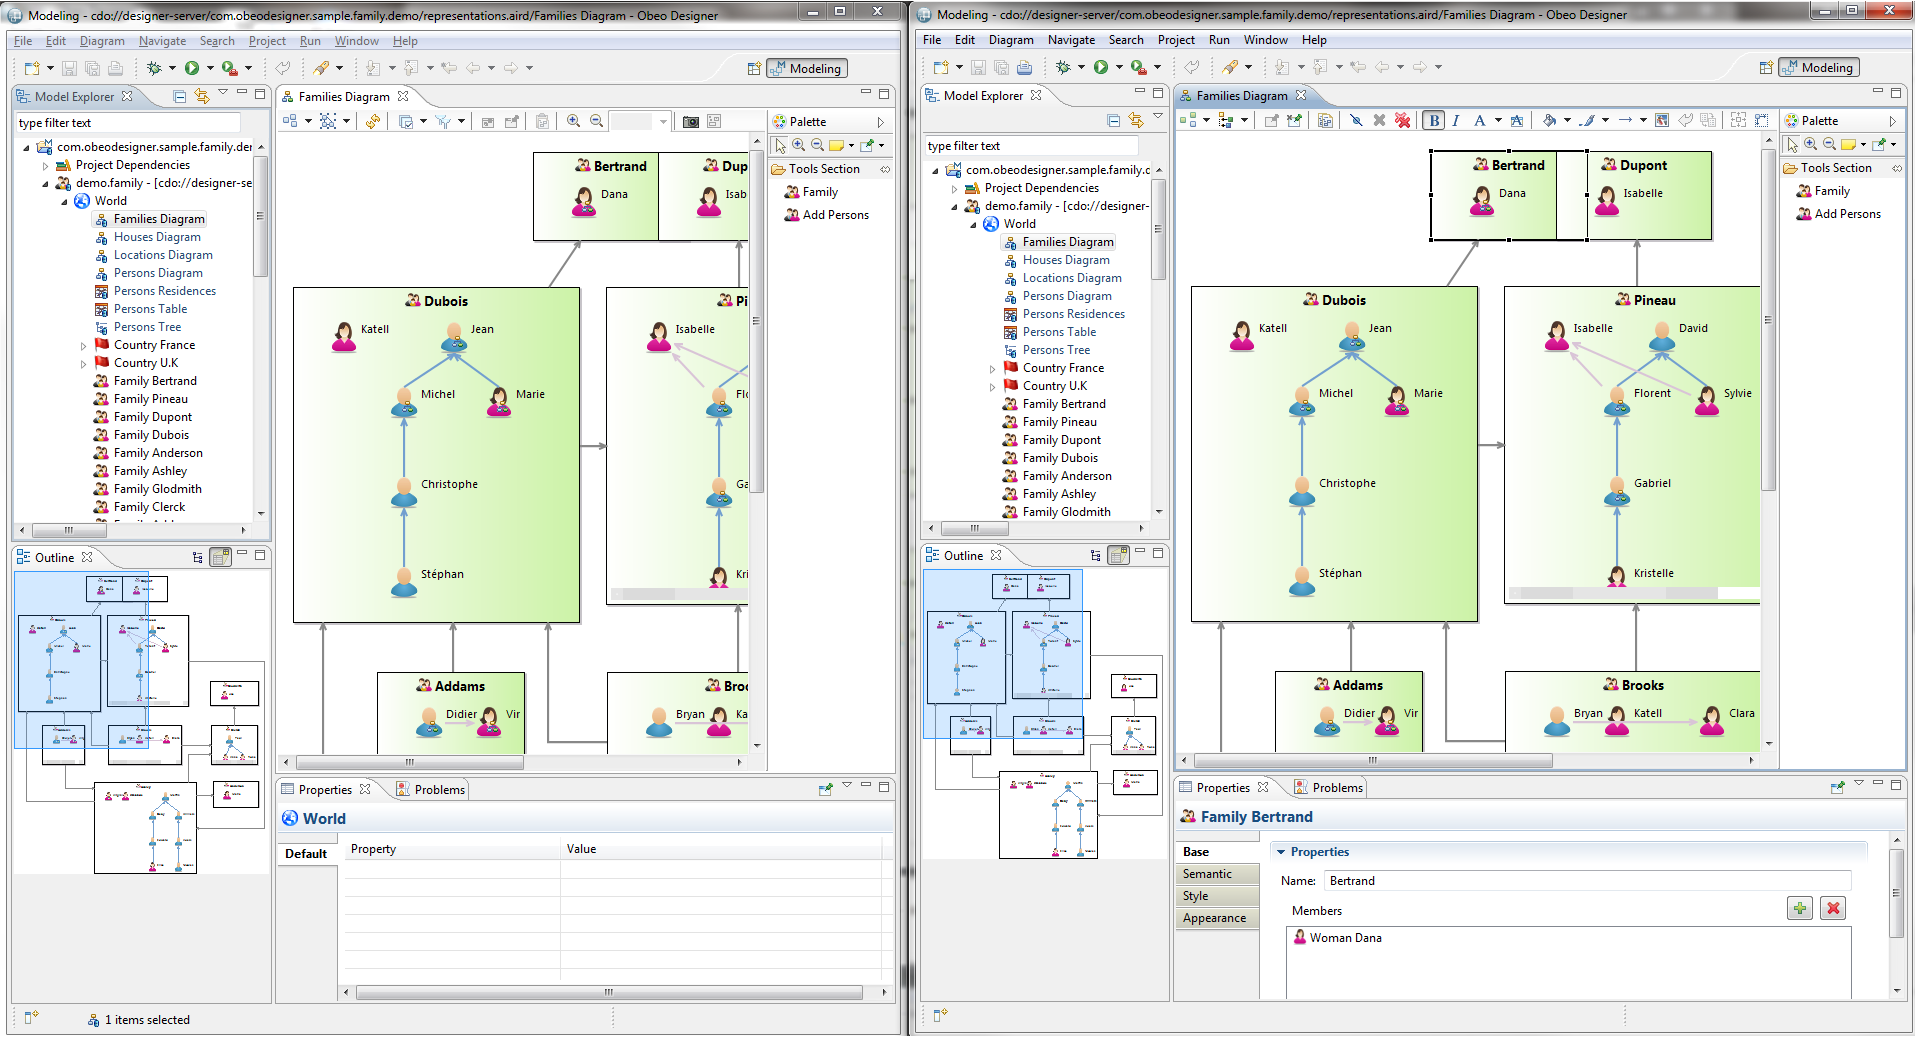 Modeling - cdo://designer-server/com.obeodesigner.sample.family.demo/representations.aird/Families Diagram - Obeo Designer
File Edit Diagram Navigate Search Project Run Window Help
Modeling
Model Explorer
type filter text
com.obeodesigner.sample.family.der
Project Dependencies
demo.family - [cdo://designer-se
World
Families Diagram
Houses Diagram
Locations Diagram
Persons Diagram
Persons Residences
Persons Table
Persons Tree
Country France
Country U.K
Family Bertrand
Family Pineau
Family Dupont
Family Dubois
Family Anderson
Family Ashley
Family Glodmith
Family Clerck
Outline
Families Diagram
Bertrand
Dana
Dup
Isab
Dubois
Katell
Jean
Michel
Marie
Christophe
Stéphan
Pi
Isabelle
Flo
Ga
Kri
Addams
Didier
Vir
Broo
Bryan
Ka
Palette
Tools Section
Family
Add Persons
Properties
Problems
World
Default
Property
Value
1 items selected
Modeling - cdo://designer-server/com.obeodesigner.sample.family.demo/representations.aird/Families Diagram - Obeo Designer
File Edit Diagram Navigate Search Project Run Window Help
Modeling
Model Explorer
type filter text
com.obeodesigner.sample.family.c
Project Dependencies
demo.family - [cdo://designer-
World
Families Diagram
Houses Diagram
Locations Diagram
Persons Diagram
Persons Residences
Persons Table
Persons Tree
Country France
Country U.K
Family Bertrand
Family Pineau
Family Dupont
Family Dubois
Family Anderson
Family Ashley
Family Glodmith
Outline
Families Diagram
B I A
Bertrand
Dana
Dupont
Isabelle
Dubois
Katell
Jean
Michel
Marie
Christophe
Stéphan
Pineau
Isabelle
David
Florent
Sylvie
Gabriel
Kristelle
Addams
Didier
Vir
Brooks
Bryan
Katell
Clara
Palette
Tools Section
Family
Add Persons
Properties
Problems
Family Bertrand
Base
Semantic
Style
Appearance
Properties
Name: Bertrand
Members
Woman Dana